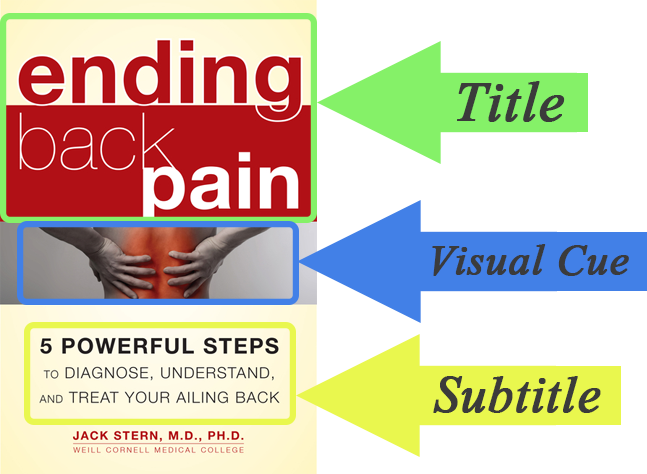 ending
back
pain
5 POWERFUL STEPS
TO DIAGNOSE, UNDERSTAND,
AND TREAT YOUR AILING BACK
JACK STERN, M.D., PH.D.
WEILL CORNELL MEDICAL COLLEGE
Title
Visual Cue
Subtitle